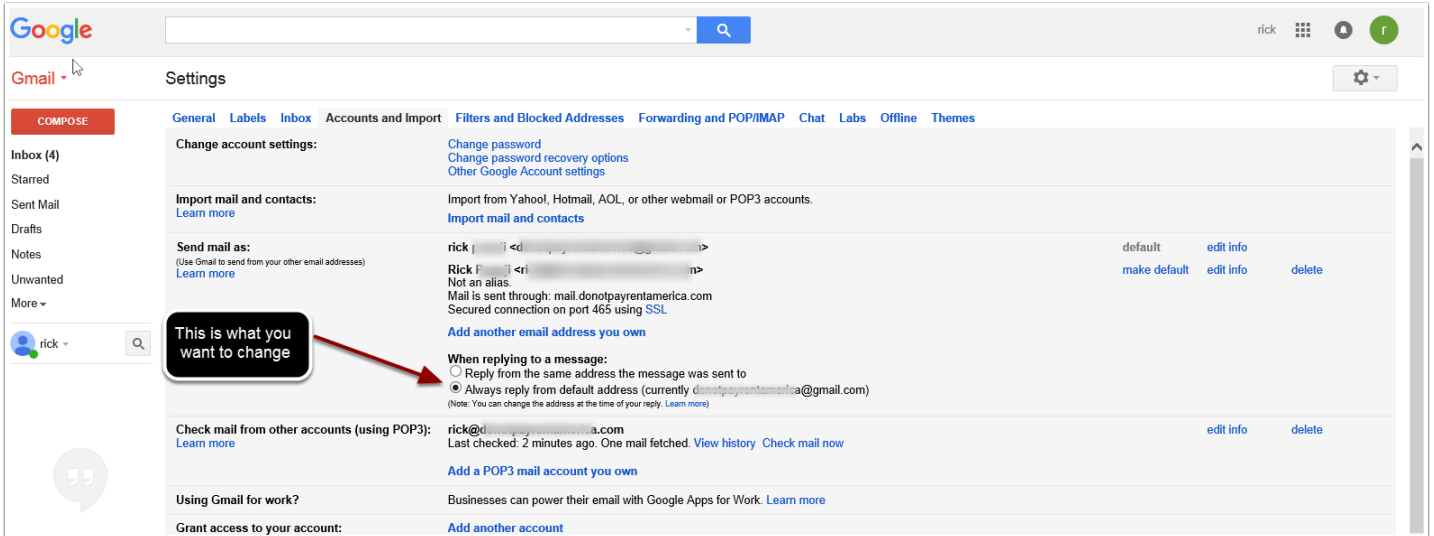 Google
rick
r
Gmail
Settings
COMPOSE
General Labels Inbox Accounts and Import Filters and Blocked Addresses Forwarding and POP/IMAP Chat Labs Offline Themes
Inbox (4)
Starred
Sent Mail
Drafts
Notes
Unwanted
More
rick
Change account settings:
Change password
Change password recovery options
Other Google Account settings
Import mail and contacts:
Learn more
Import from Yahoo!, Hotmail, AOL, or other webmail or POP3 accounts.
Import mail and contacts
Send mail as:
(Use Gmail to send from your other email addresses)
Learn more
rick
default edit info
Rick
make default edit info delete
Not an alias.
Mail is sent through: mail.donotpayrentamerica.com
Secured connection on port 465 using SSL
Add another email address you own
This is what you
want to change
When replying to a message:
Reply from the same address the message was sent to
Always reply from default address (currently @gmail.com)
(Note: You can change the address at the time of your reply. Learn more)
Check mail from other accounts (using POP3):
Learn more
edit info delete
Last checked: 2 minutes ago. One mail fetched. View history Check mail now
Add a POP3 mail account you own
Using Gmail for work?
Businesses can power their email with Google Apps for Work. Learn more
Grant access to your account:
Add another account